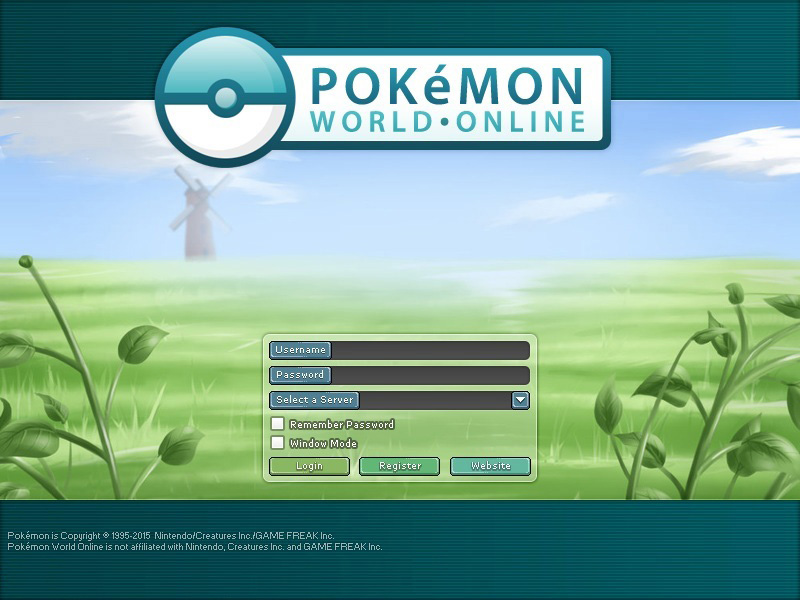 POKéMON
WORLD•ONLINE
Username
Password
Select a Server
Remember Password
Window Mode
Login Register Website
Pokémon is Copyright © 1995-2015 Nintendo/Creatures Inc./GAME FREAK Inc.
Pokémon World Online is not affiliated with Nintendo, Creatures Inc. and GAME FREAK Inc.